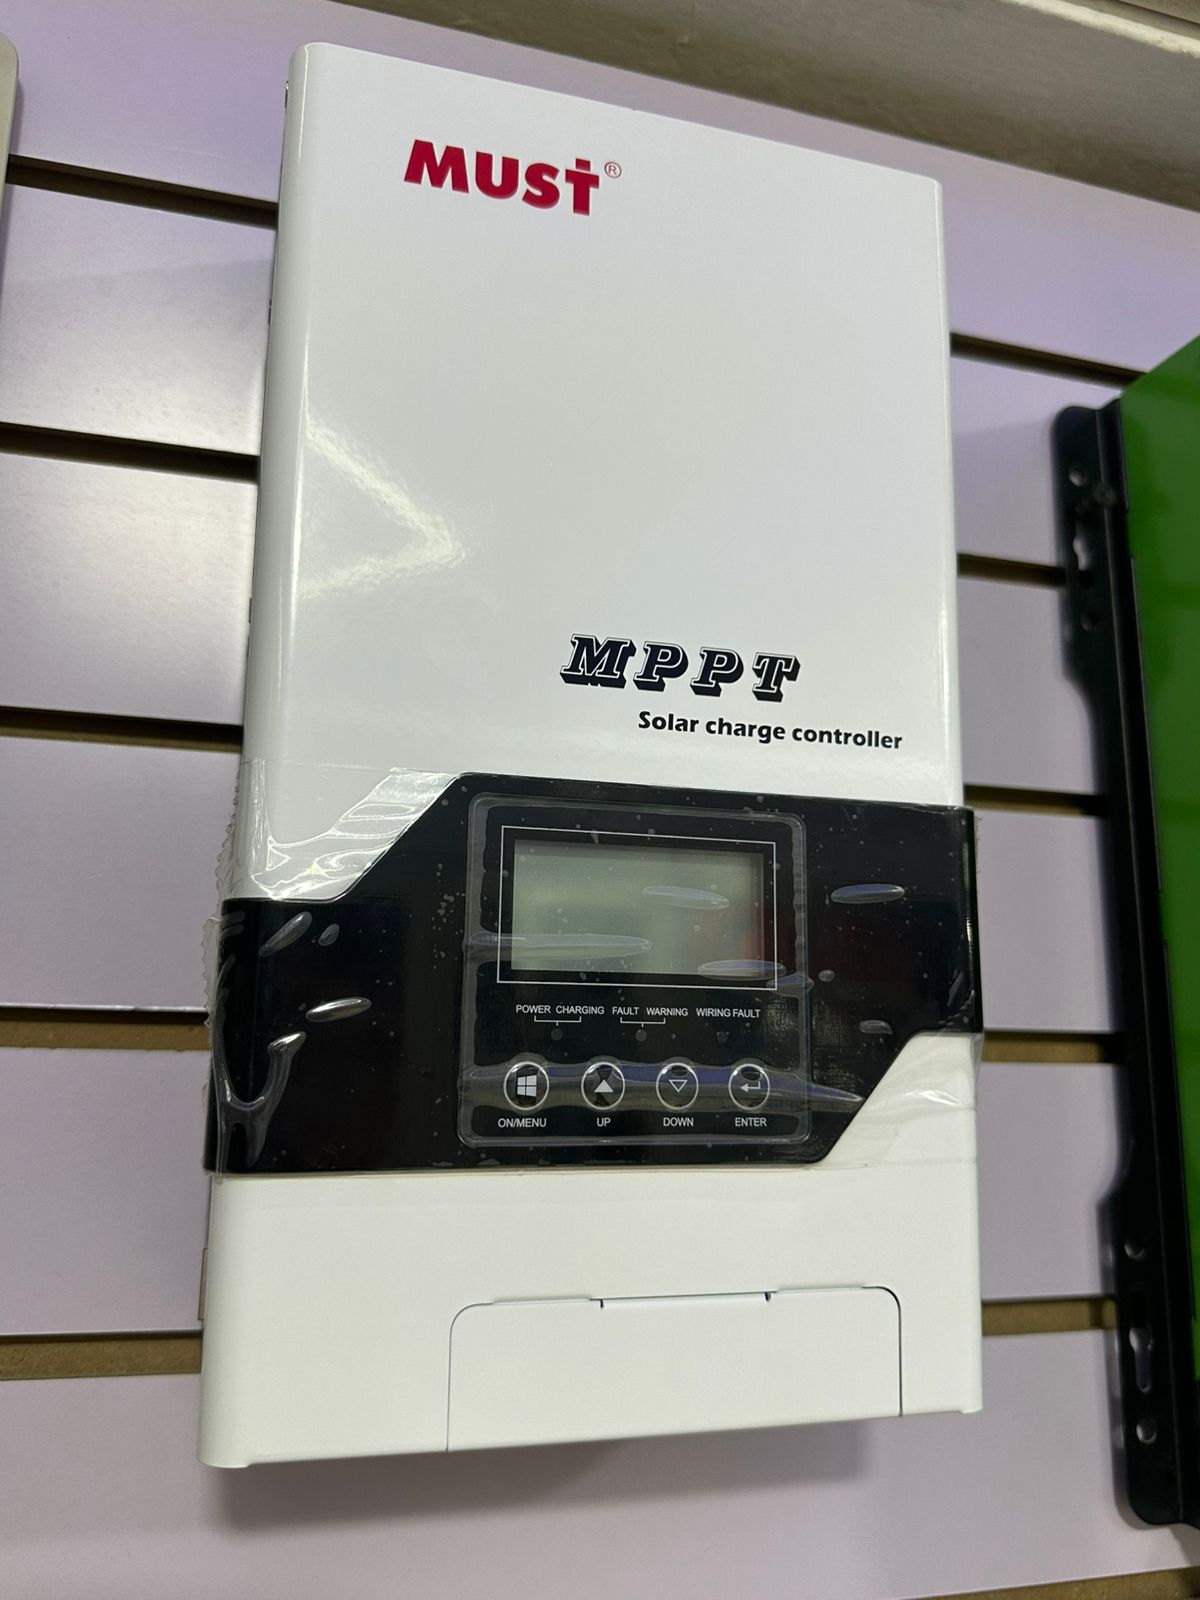 MUST®
MPPT
Solar charge controller
POWER CHARGING FAULT WARNING WIRING FAULT
ON/MENU UP DOWN ENTER